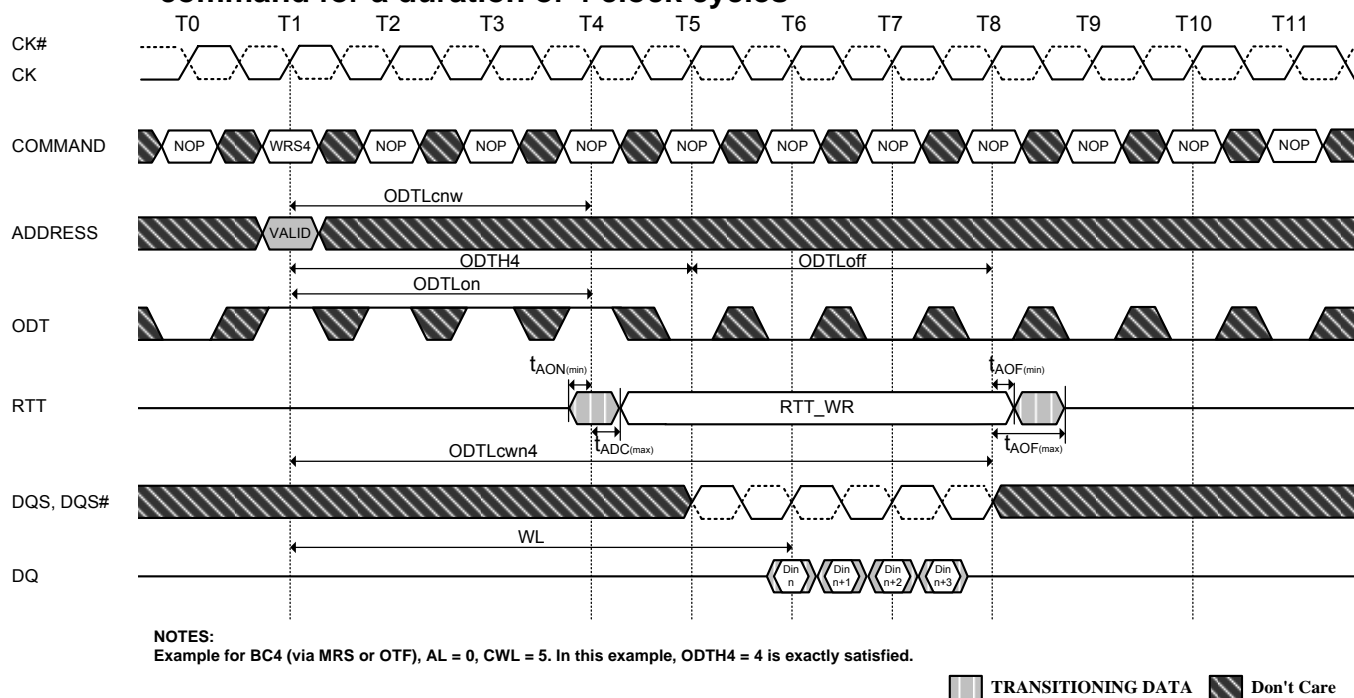 command for a duration of 4 clock cycles
T0 T1 T2 T3 T4 T5 T6 T7 T8 T9 T10 T11
CK#
CK
COMMAND NOP WRS4 NOP NOP NOP NOP NOP NOP NOP NOP NOP NOP
ODTLcnw
ADDRESS VALID
ODTH4 ODTLoff
ODTLon
ODT
tAON(min) tAOF(min)
RTT RTT_WR
tADC(max) tAOF(max)
ODTLcwn4
DQS, DQS#
WL
DQ Din n Din n+1 Din n+2 Din n+3
NOTES:
Example for BC4 (via MRS or OTF), AL = 0, CWL = 5. In this example, ODTH4 = 4 is exactly satisfied.
TRANSITIONING DATA Don't Care